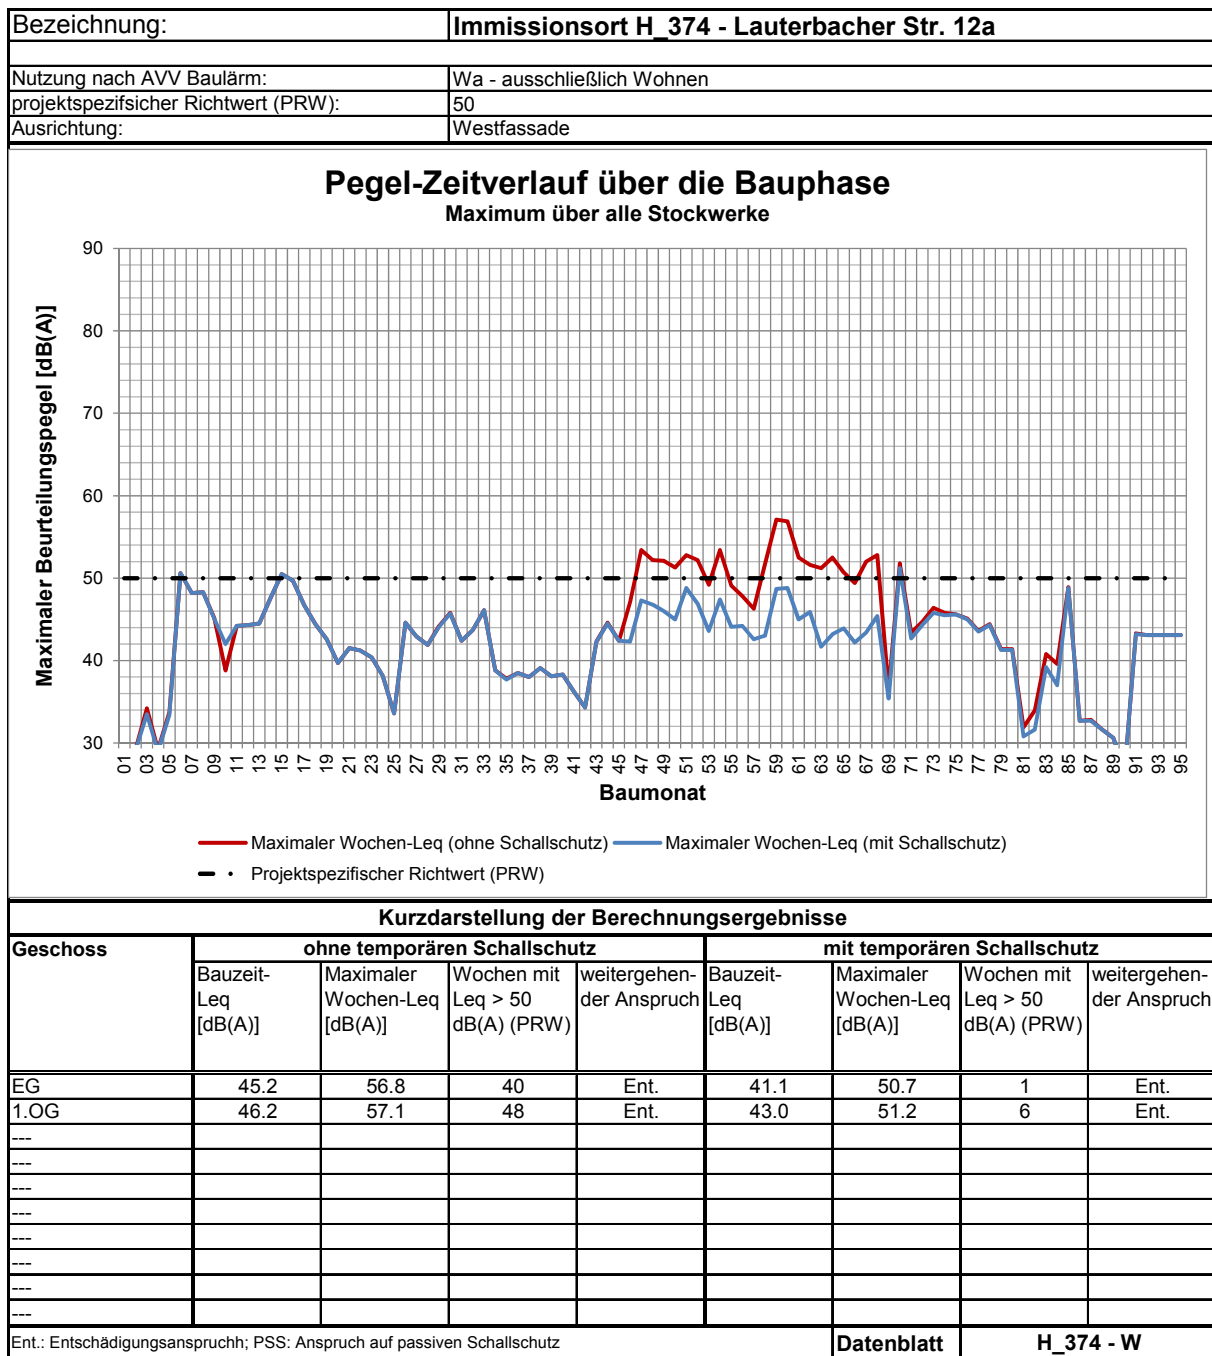 Bezeichnung: Immissionsort H_374 - Lauterbacher Str. 12a
Nutzung nach AVV Baulärm: Wa - ausschließlich Wohnen
projektspezifsicher Richtwert (PRW): 50
Ausrichtung: Westfassade
Pegel-Zeitverlauf über die Bauphase
Maximum über alle Stockwerke
Maximaler Beurteilungspegel [dB(A)]
90
80
70
60
50
40
30
01 03 05 07 09 11 13 15 17 19 21 23 25 27 29 31 33 35 37 39 41 43 45 47 49 51 53 55 57 59 61 63 65 67 69 71 73 75 77 79 81 83 85 87 89 91 93 95
Baumonat
Maximaler Wochen-Leq (ohne Schallschutz) Maximaler Wochen-Leq (mit Schallschutz)
Projektspezifischer Richtwert (PRW)
Kurzdarstellung der Berechnungsergebnisse
Geschoss ohne temporären Schallschutz mit temporären Schallschutz
Bauzeit- Maximaler Wochen mit weitergehen- Bauzeit- Maximaler Wochen mit weitergehen-
Leq Wochen-Leq Leq > 50 der Anspruch Leq Wochen-Leq Leq > 50 der Anspruch
[dB(A)] [dB(A)] dB(A) (PRW) [dB(A)] [dB(A)] dB(A) (PRW)
EG 45.2 56.8 40 Ent. 41.1 50.7 1 Ent.
1.OG 46.2 57.1 48 Ent. 43.0 51.2 6 Ent.
---
---
---
---
---
---
---
---
Ent.: Entschädigungsanspruchh; PSS: Anspruch auf passiven Schallschutz Datenblatt H_374 - W